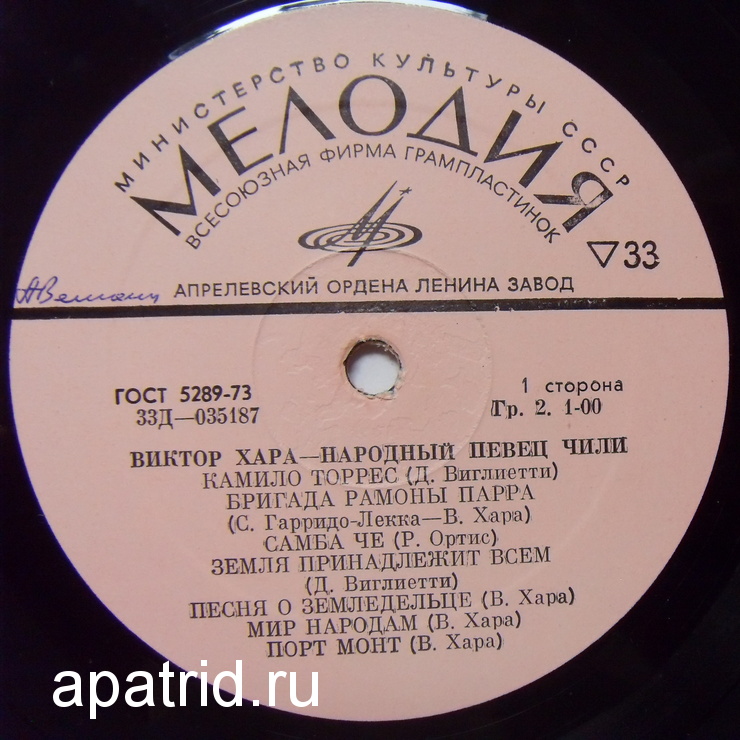 МИНИСТЕРСТВО КУЛЬТУРЫ СССР
МЕЛОДИЯ
ВСЕСОЮЗНАЯ ФИРМА ГРАМПЛАСТИНОК
▽33
АПРЕЛЕВСКИЙ ОРДЕНА ЛЕНИНА ЗАВОД
ГОСТ 5289-73
33Д—035187
1 сторона
Гр. 2. 1-00
ВИКТОР ХАРА—НАРОДНЫЙ ПЕВЕЦ ЧИЛИ
КАМИЛО ТОРРЕС (Д. Виглиетти)
БРИГАДА РАМОНЫ ПАРРА
(С. Гарридо-Лекка—В. Хара)
САМБА ЧЕ (Р. Ортис)
ЗЕМЛЯ ПРИНАДЛЕЖИТ ВСЕМ
(Д. Виглиетти)
ПЕСНЯ О ЗЕМЛЕДЕЛЬЦЕ (В. Хара)
МИР НАРОДАМ (В. Хара)
ПОРТ МОНТ (В. Хара)
apatrid.ru